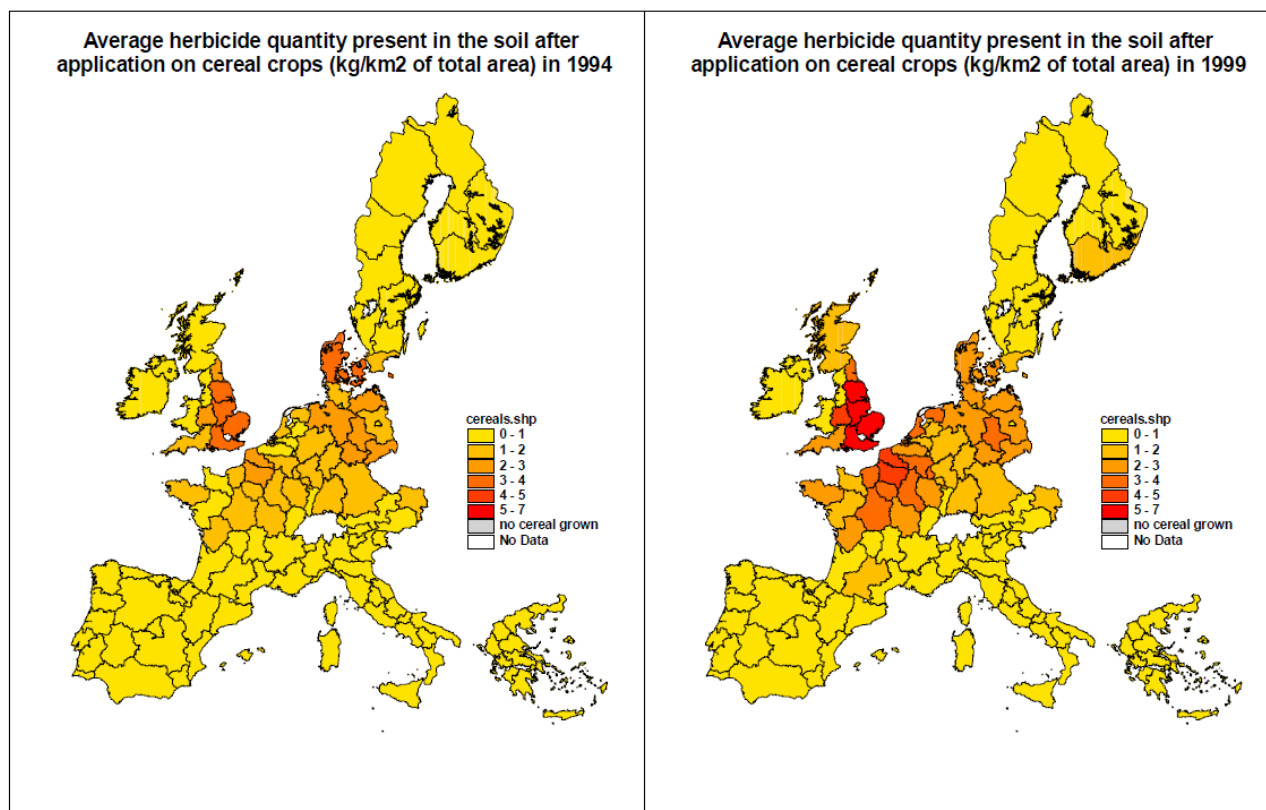 Average herbicide quantity present in the soil after
application on cereal crops (kg/km2 of total area) in 1994
cereals.shp
0 - 1
1 - 2
2 - 3
3 - 4
4 - 5
5 - 7
no cereal grown
No Data
Average herbicide quantity present in the soil after
application on cereal crops (kg/km2 of total area) in 1999
cereals.shp
0 - 1
1 - 2
2 - 3
3 - 4
4 - 5
5 - 7
no cereal grown
No Data